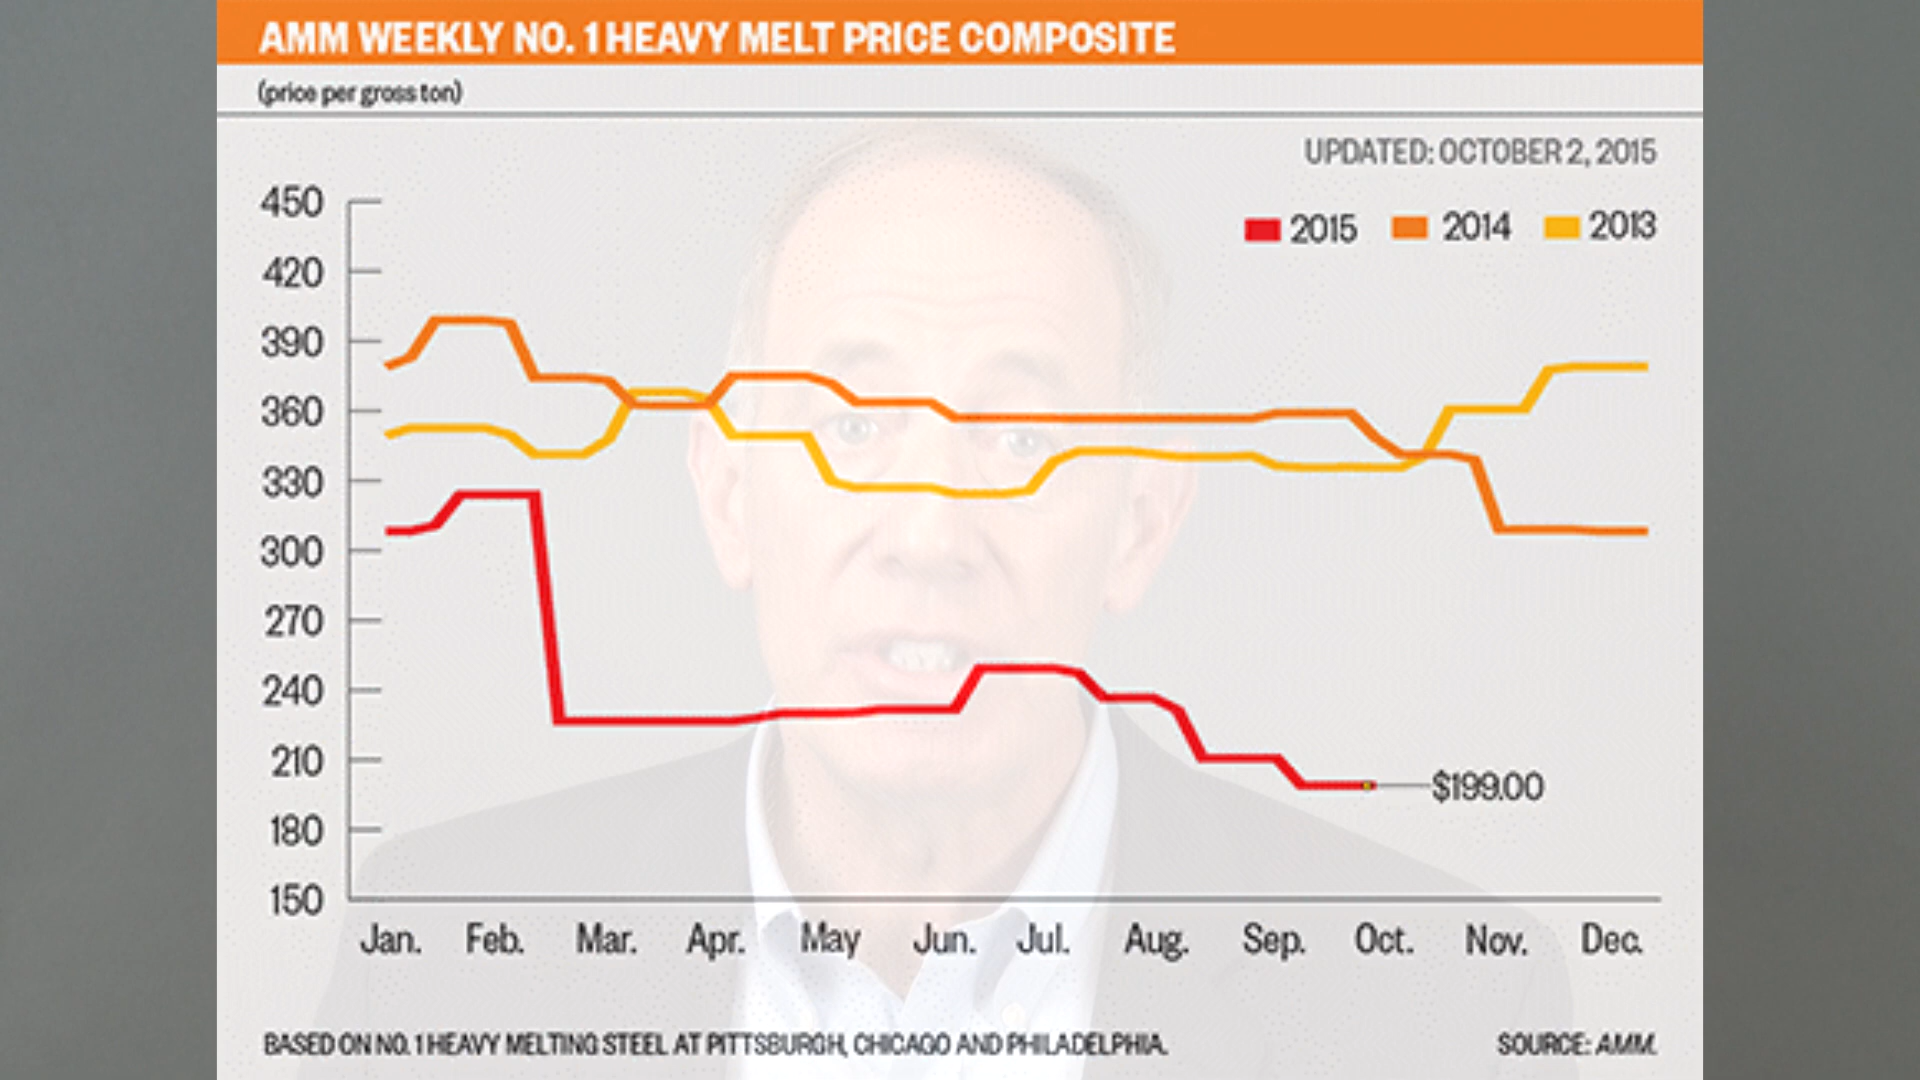 AMM WEEKLY NO. 1 HEAVY MELT PRICE COMPOSITE
(price per gross ton)
UPDATED: OCTOBER 2, 2015
2015 2014 2013
450
420
390
360
330
300
270
240
210
180
150
$199.00
Jan. Feb. Mar. Apr. May Jun. Jul. Aug. Sep. Oct. Nov. Dec.
BASED ON NO. 1 HEAVY MELTING STEEL AT PITTSBURGH, CHICAGO AND PHILADELPHIA.
SOURCE: AMM.